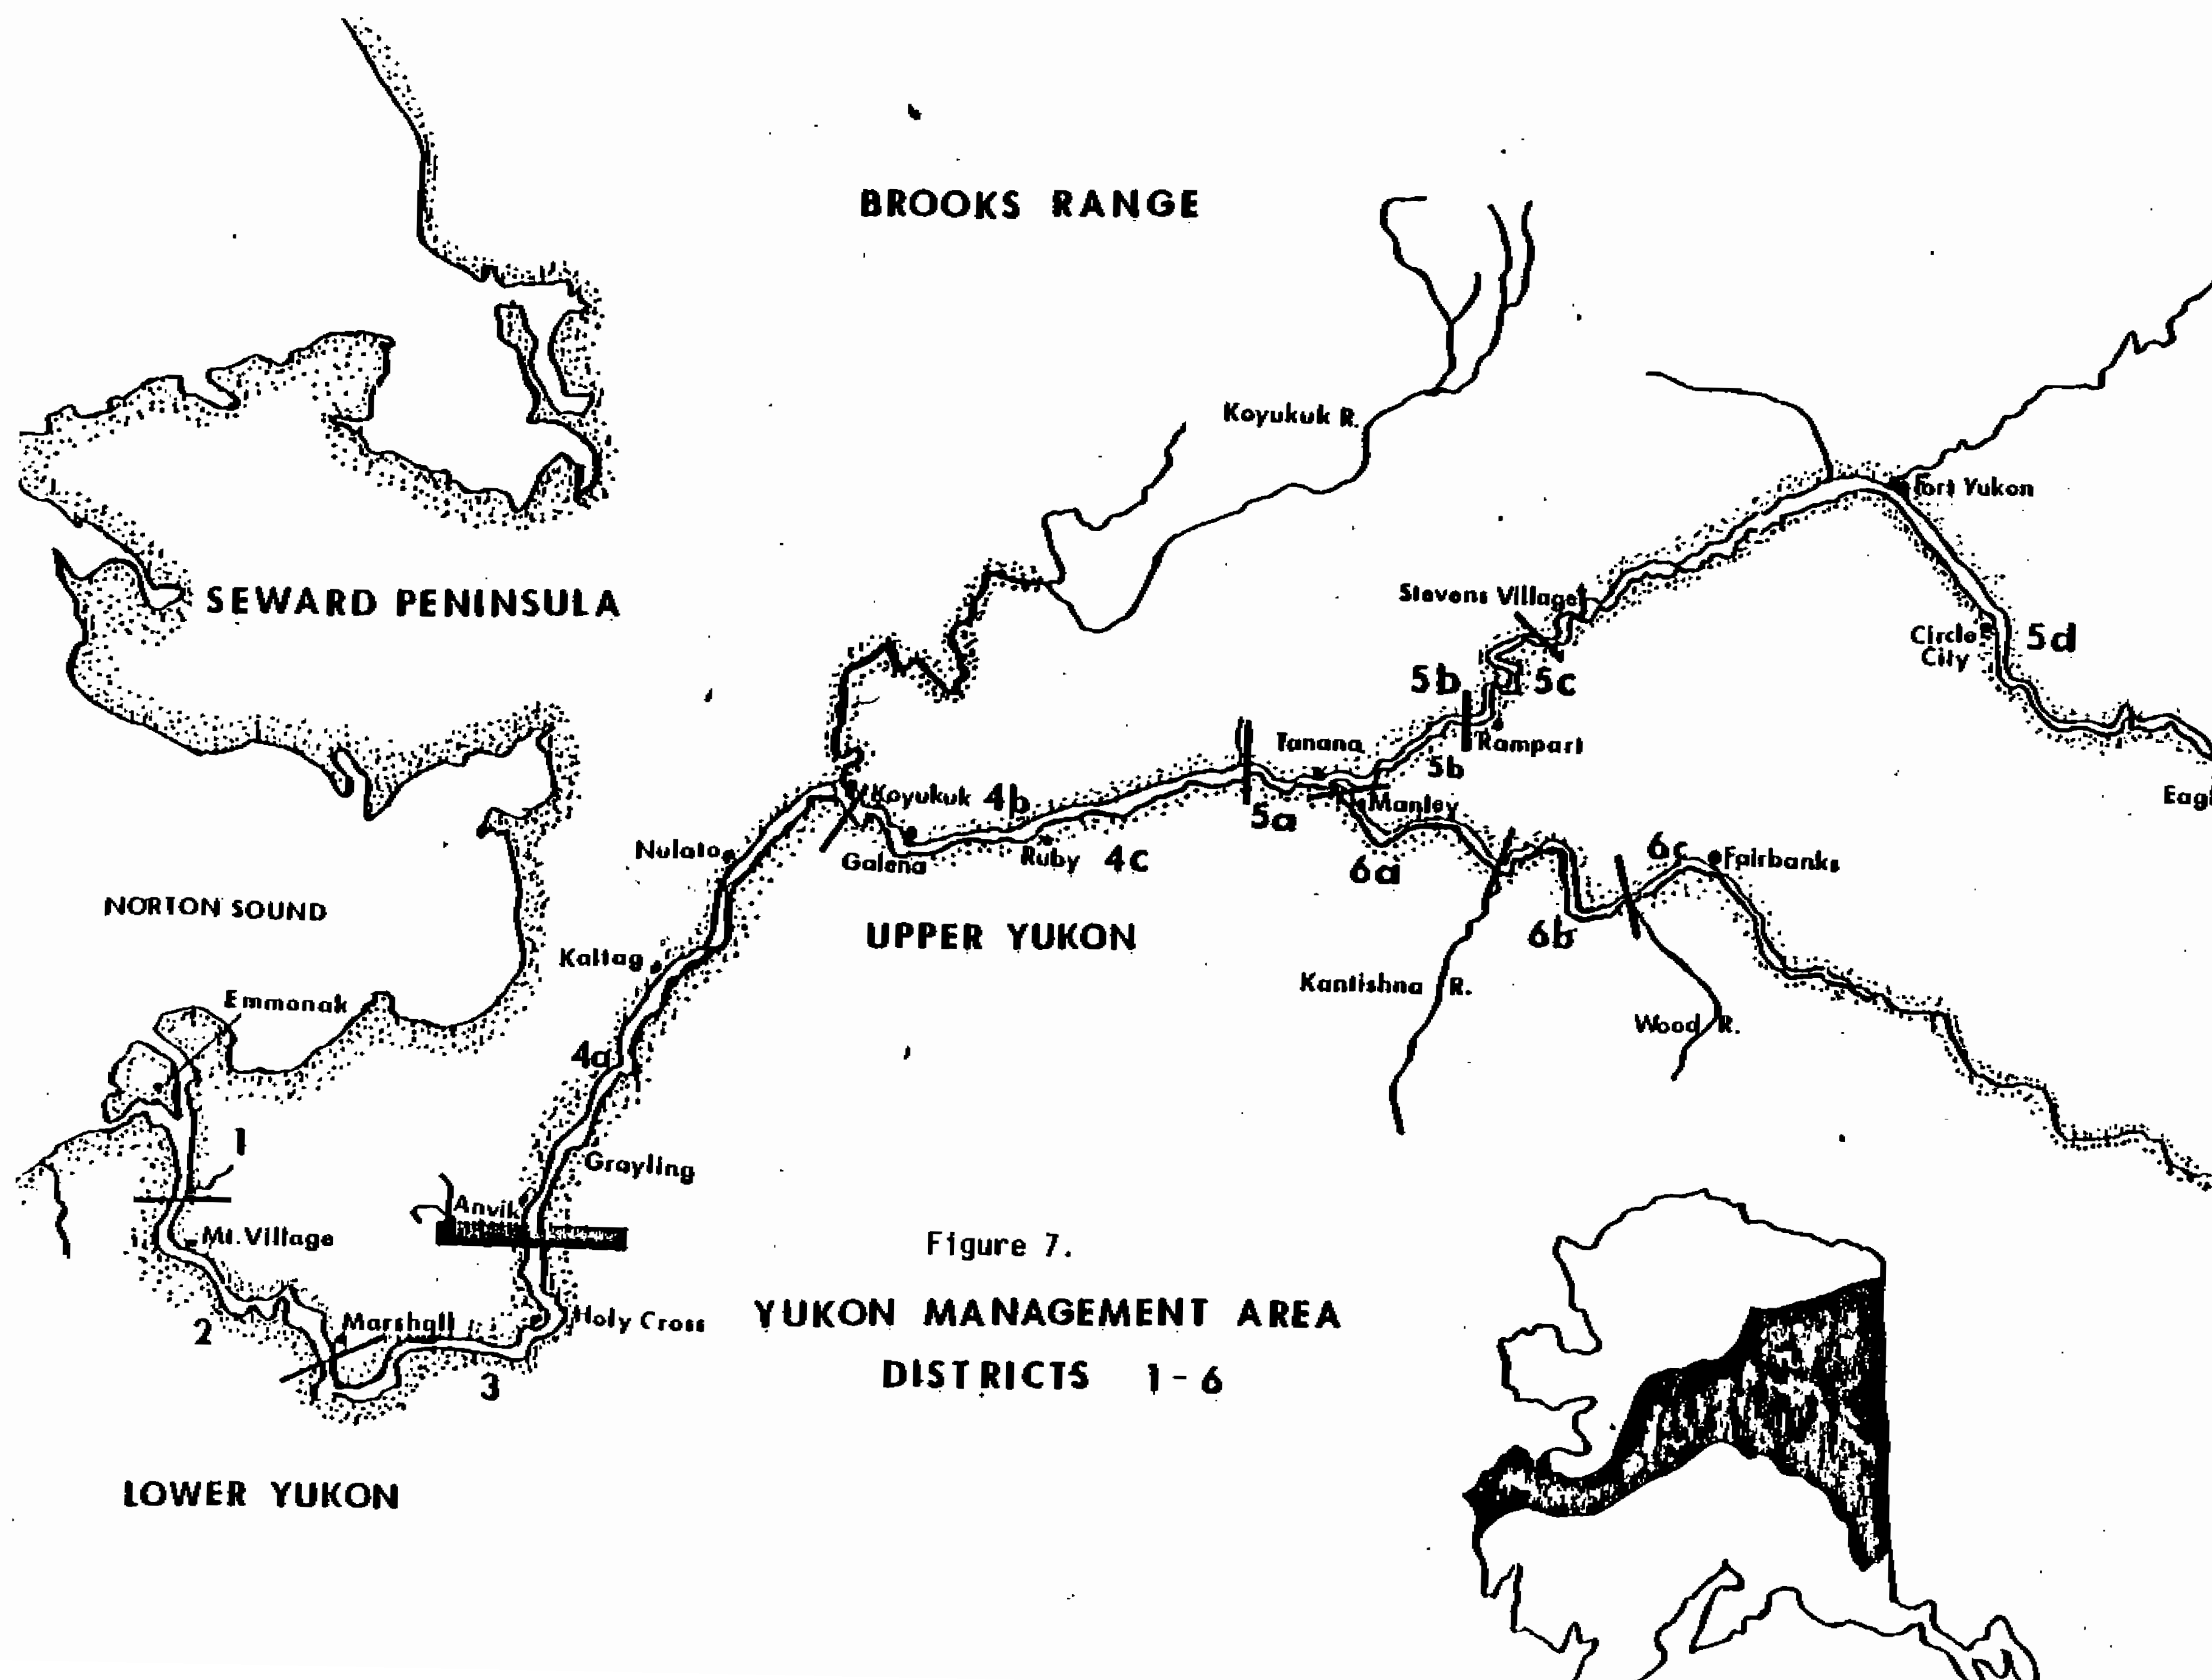 BROOKS RANGE
Koyukuk R.
Fort Yukon
SEWARD PENINSULA
Stevens Village
Circle
City
5d
5b
5c
Tanana
Rampart
5b
Koyukuk
4b
5a
Manley
Nulato
Galena
Ruby
4c
6a
6c
Fairbanks
NORTON SOUND
UPPER YUKON
6b
Kaltag
Kantishna R.
Emmonak
Wood R.
4a
1
Grayling
Anvik
Mt. Village
Figure 7.
2
Marshall
Holy Cross
YUKON MANAGEMENT AREA
3
DISTRICTS 1-6
LOWER YUKON